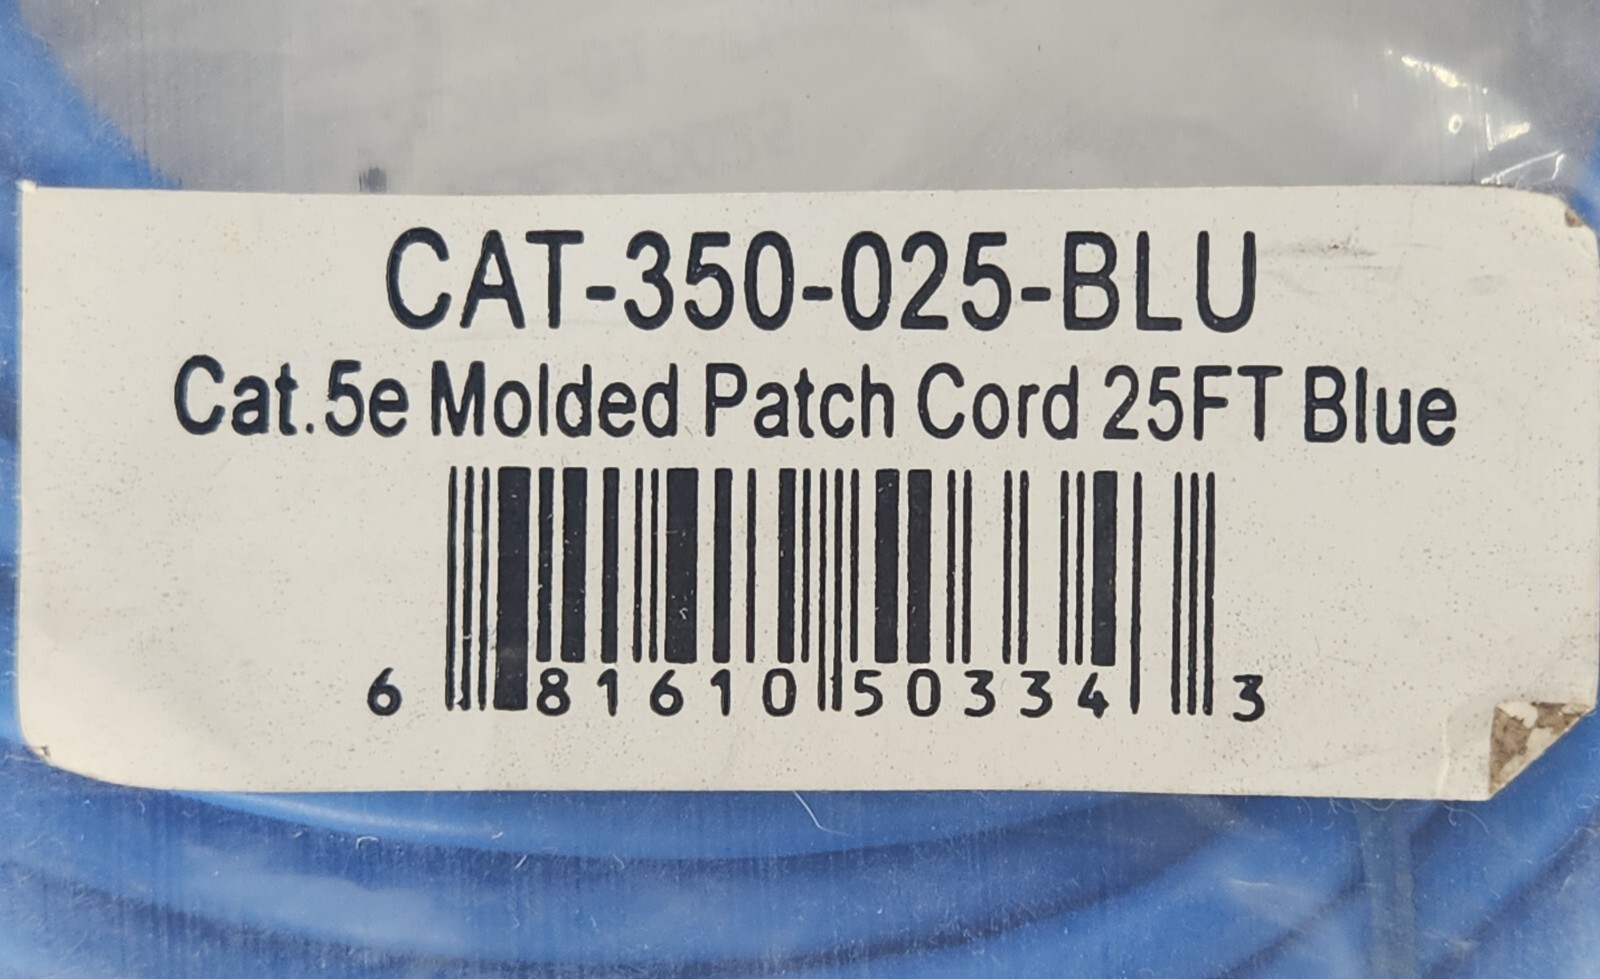 CAT-350-025-BLU
Cat.5e Molded Patch Cord 25FT Blue
6 81610 50334 3